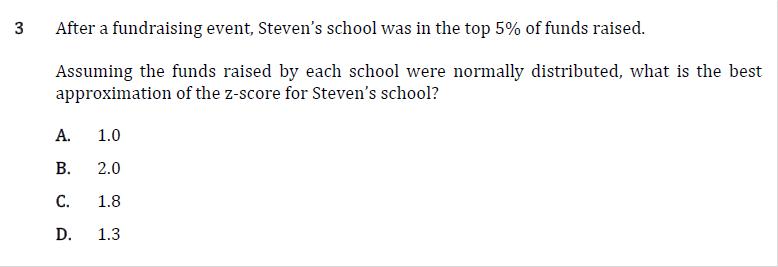 3 After a fundraising event, Steven’s school was in the top 5% of funds raised.
Assuming the funds raised by each school were normally distributed, what is the best
approximation of the z-score for Steven’s school?
A. 1.0
B. 2.0
C. 1.8
D. 1.3